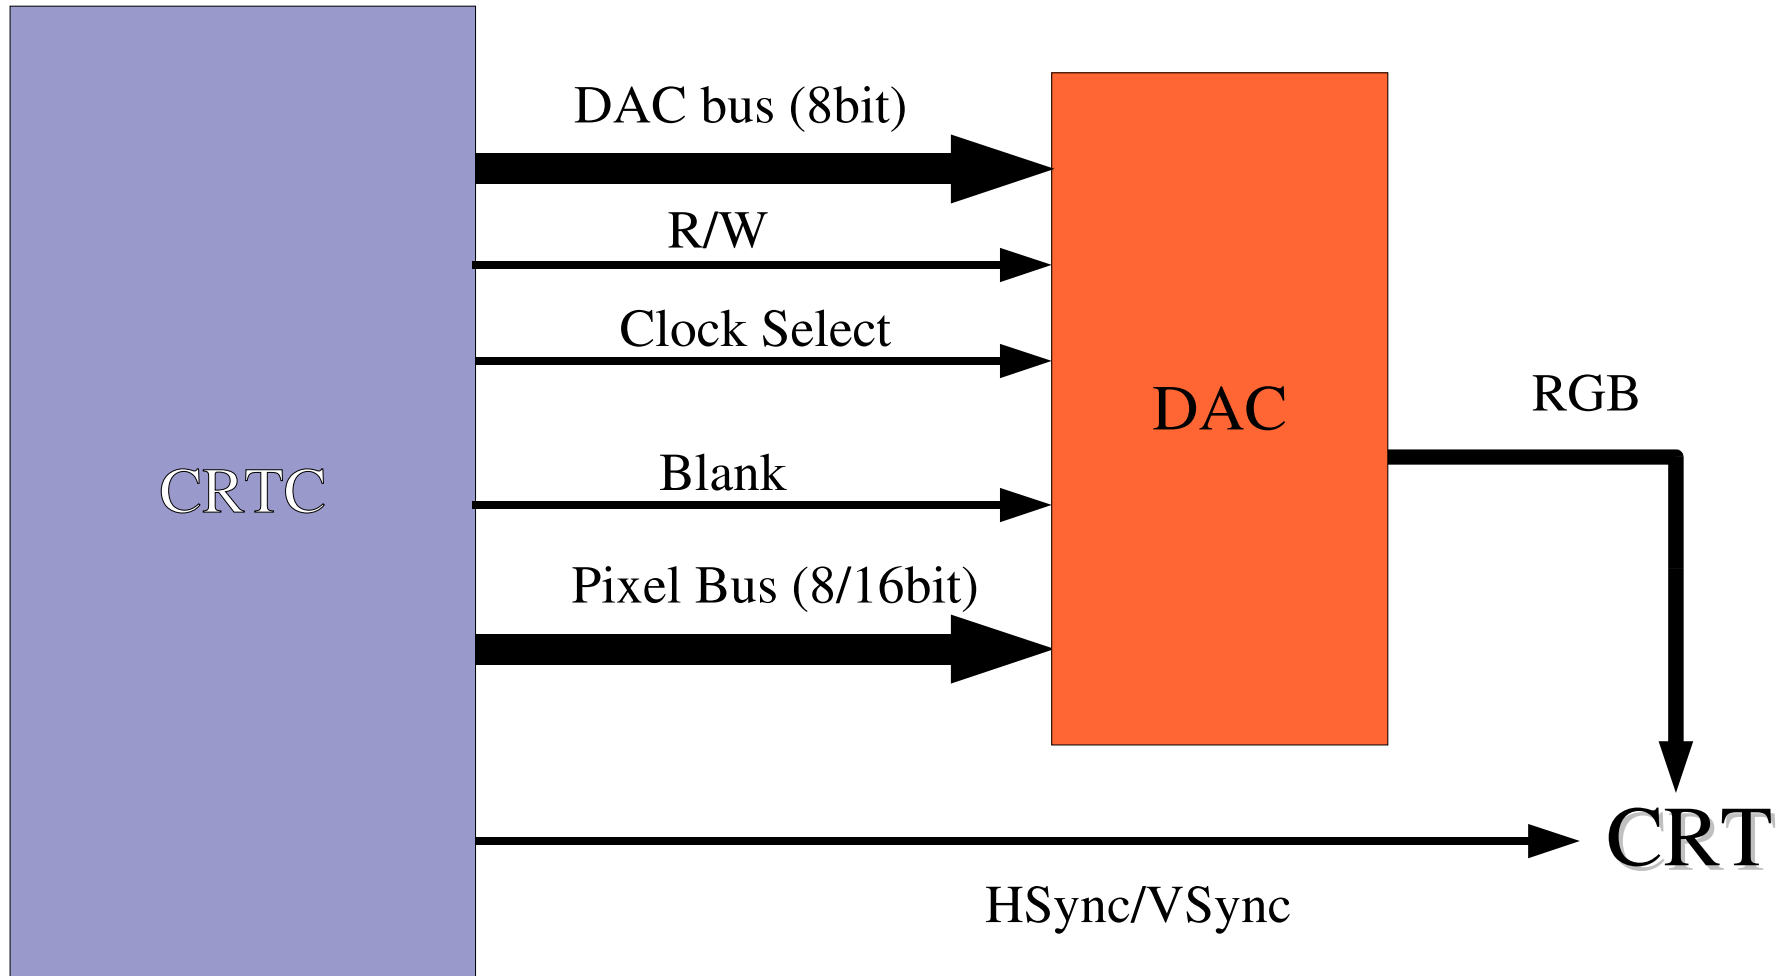 DAC bus (8bit)
R/W
Clock Select
DAC
RGB
Blank
CRTC
Pixel Bus (8/16bit)
CRT
HSync/VSync